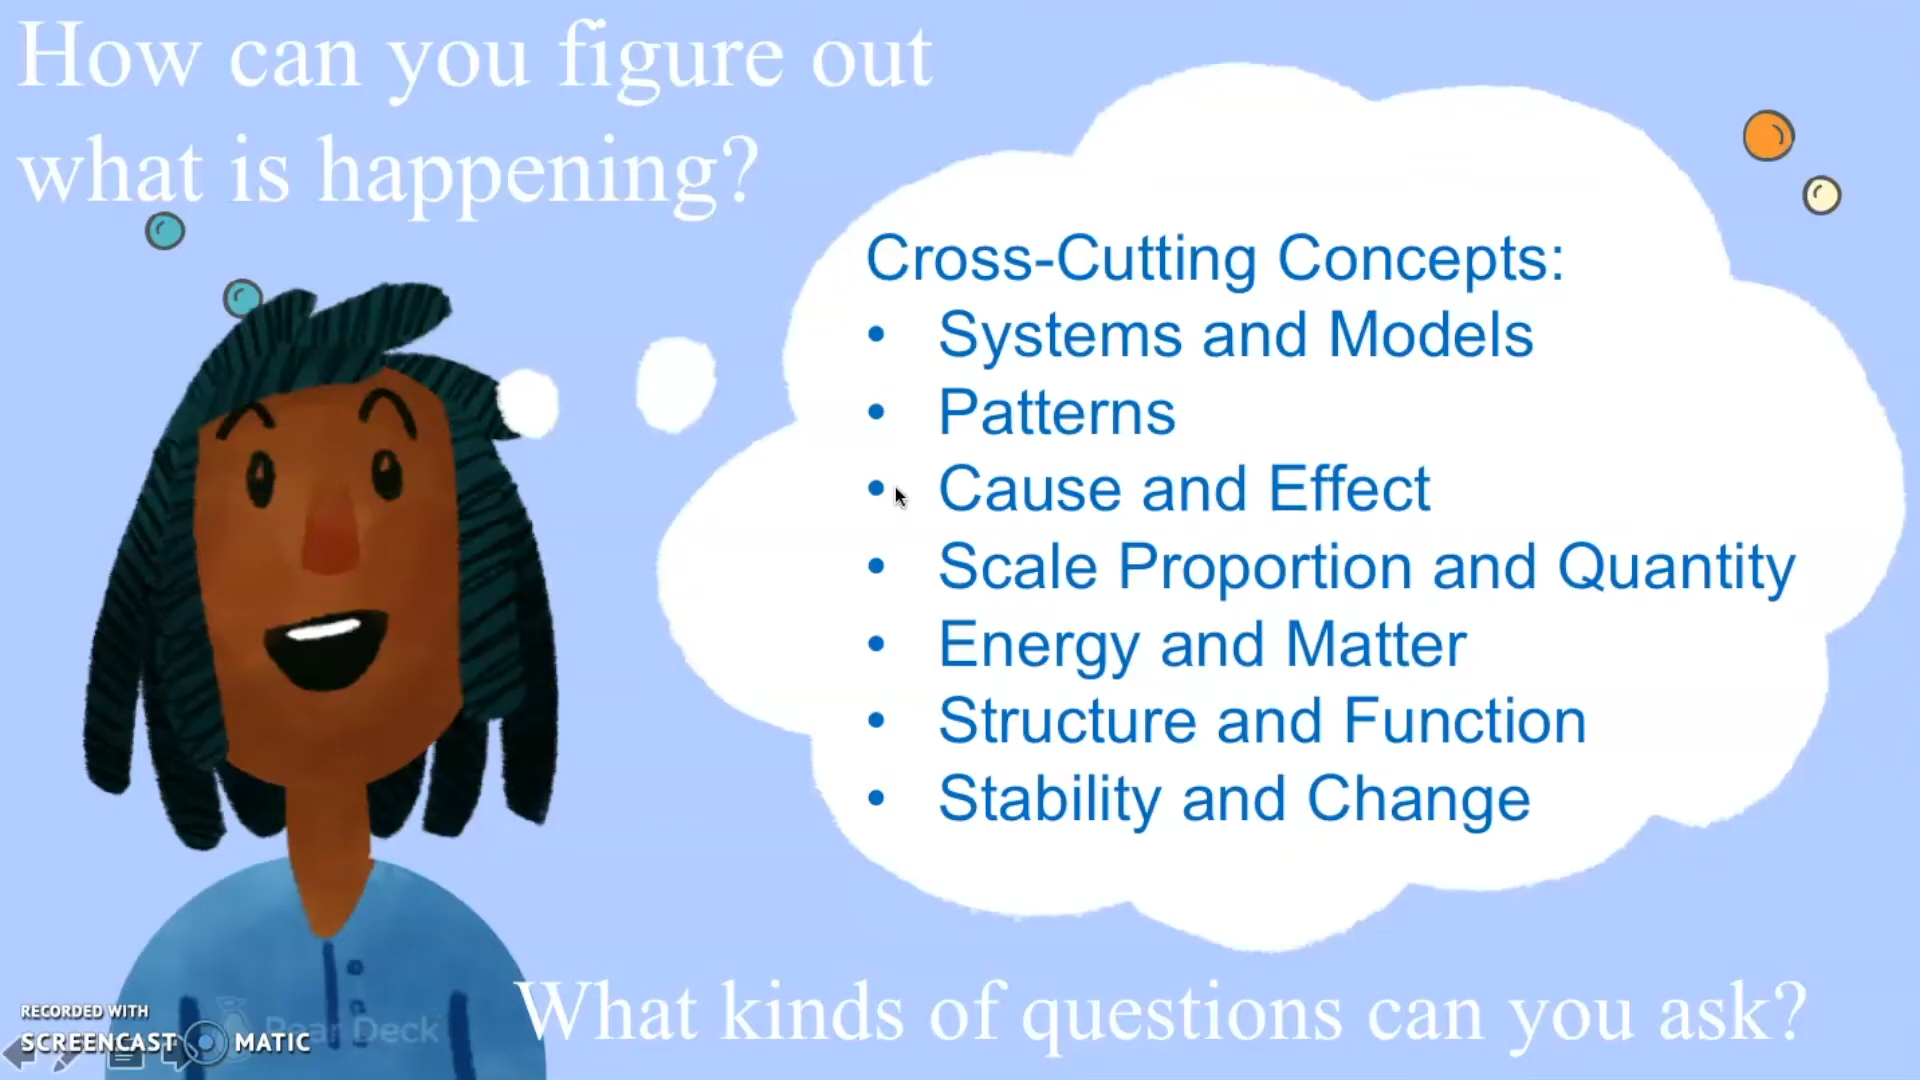 How can you figure out
what is happening?
Cross-Cutting Concepts:
• Systems and Models
• Patterns
• Cause and Effect
• Scale Proportion and Quantity
• Energy and Matter
• Structure and Function
• Stability and Change
What kinds of questions can you ask?
RECORDED WITH
SCREENCAST MATIC
Pear Deck